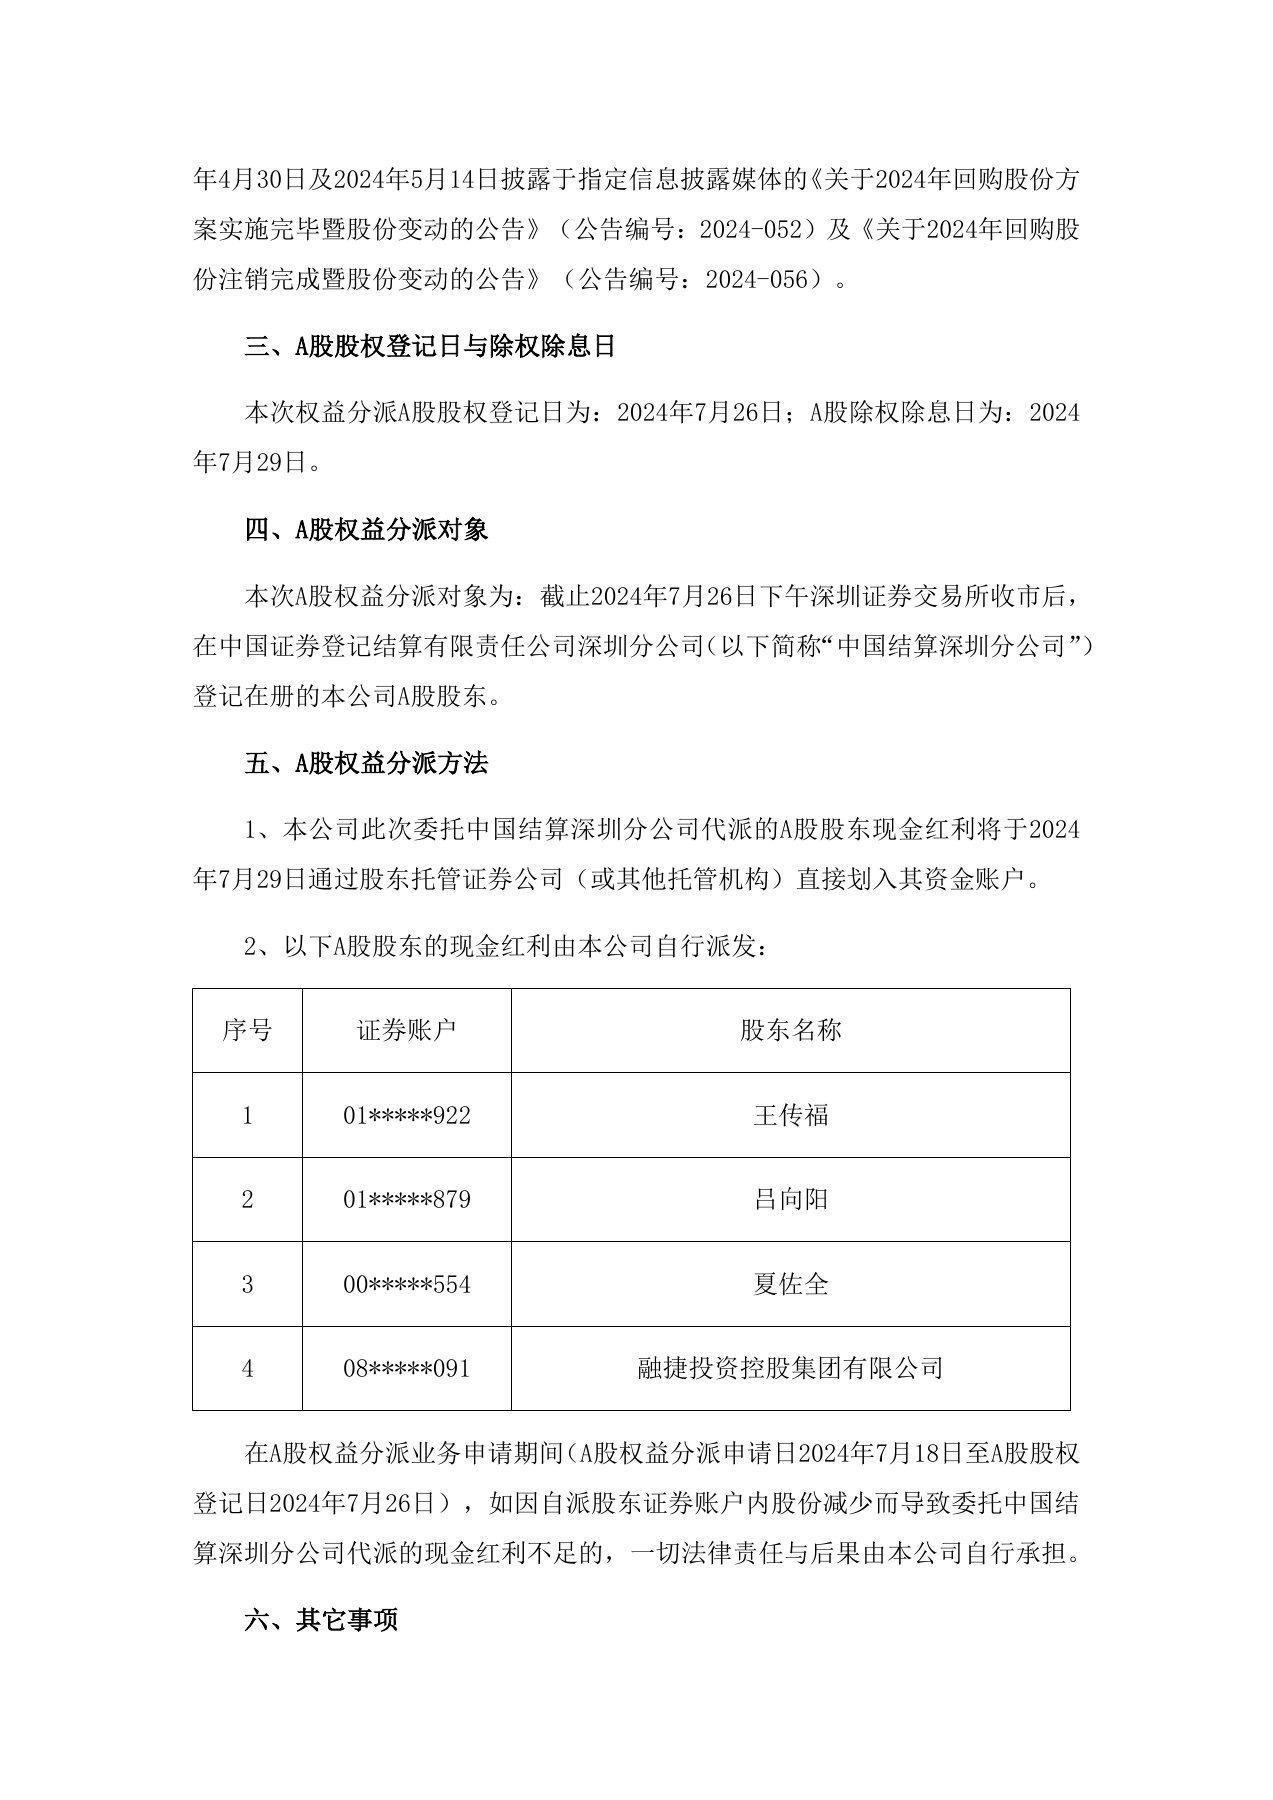 年4月30日及2024年5月14日披露于指定信息披露媒体的《关于2024年回购股份方
案实施完毕暨股份变动的公告》（公告编号：2024-052）及《关于2024年回购股
份注销完成暨股份变动的公告》（公告编号：2024-056）。
三、A股股权登记日与除权除息日
本次权益分派A股股权登记日为：2024年7月26日；A股除权除息日为：2024
年7月29日。
四、A股权益分派对象
本次A股权益分派对象为：截止2024年7月26日下午深圳证券交易所收市后，
在中国证券登记结算有限责任公司深圳分公司（以下简称“中国结算深圳分公司”）
登记在册的本公司A股股东。
五、A股权益分派方法
1、本公司此次委托中国结算深圳分公司代派的A股股东现金红利将于2024
年7月29日通过股东托管证券公司（或其他托管机构）直接划入其资金账户。
2、以下A股股东的现金红利由本公司自行派发：
序号 证券账户 股东名称
1 01*****922 王传福
2 01*****879 吕向阳
3 00*****554 夏佐全
4 08*****091 融捷投资控股集团有限公司
在A股权益分派业务申请期间（A股权益分派申请日2024年7月18日至A股股权
登记日2024年7月26日），如因自派股东证券账户内股份减少而导致委托中国结
算深圳分公司代派的现金红利不足的，一切法律责任与后果由本公司自行承担。
六、其它事项